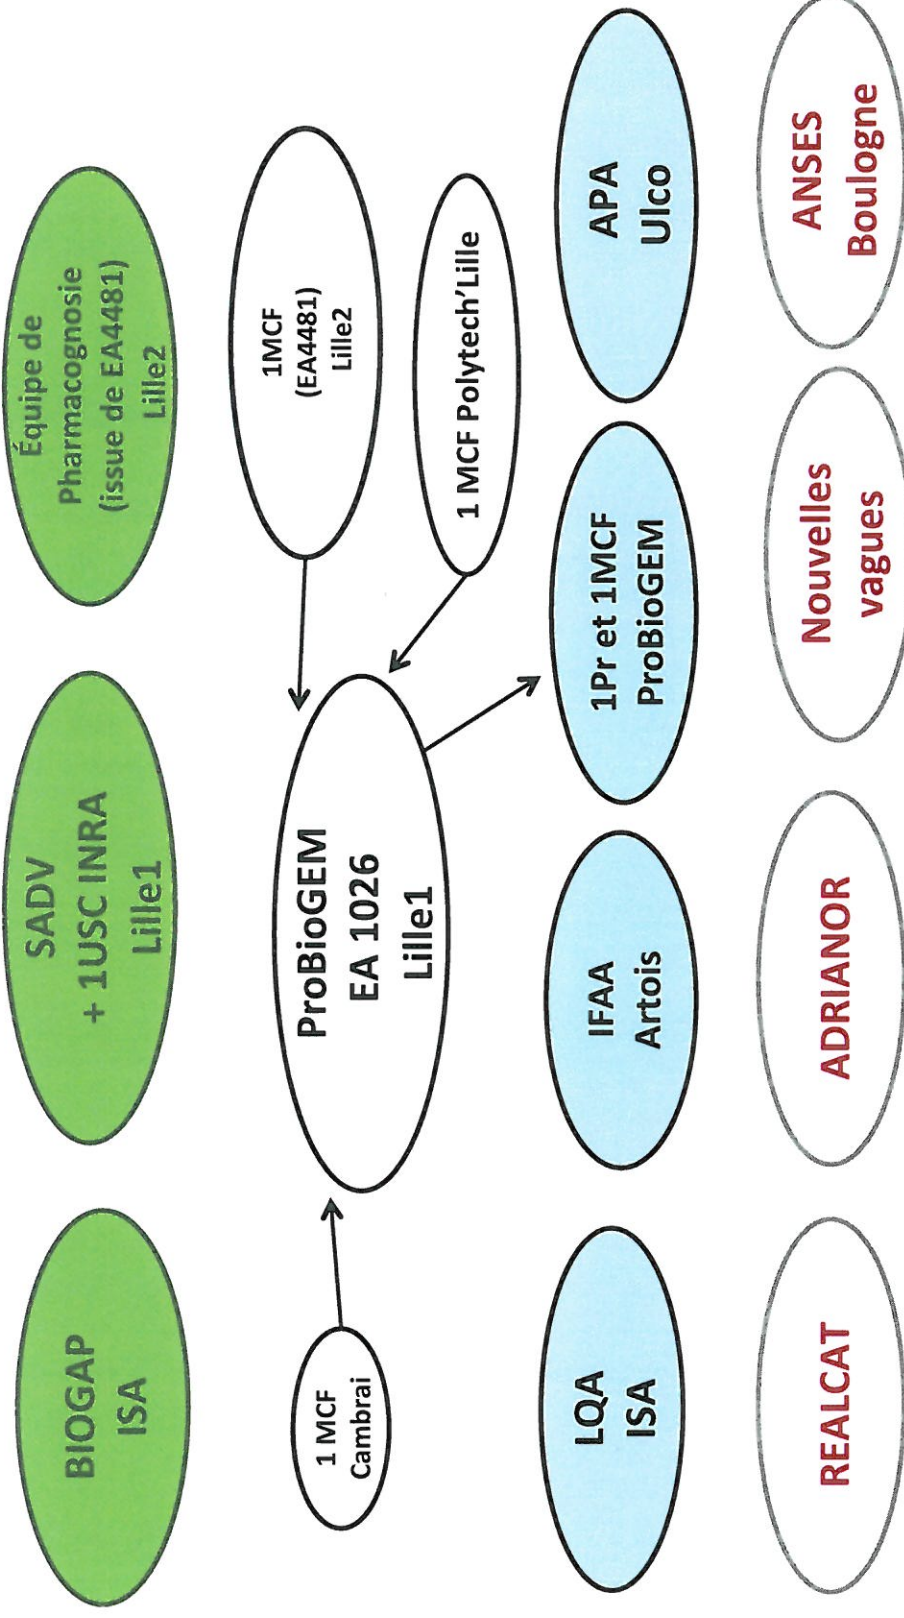 BIOGAP
ISA
SADV
+ 1USC INRA
Lille1
Équipe de
Pharmacognosie
(issue de EA4481)
Lille2
1 MCF
Cambrai
ProBioGEM
EA 1026
Lille1
1MCF
(EA4481)
Lille2
1 MCF Polytech’Lille
LQA
ISA
IFAA
Artois
1Pr et 1MCF
ProBioGEM
APA
Ulco
REALCAT
ADRIANOR
Nouvelles
vagues
ANSES
Boulogne